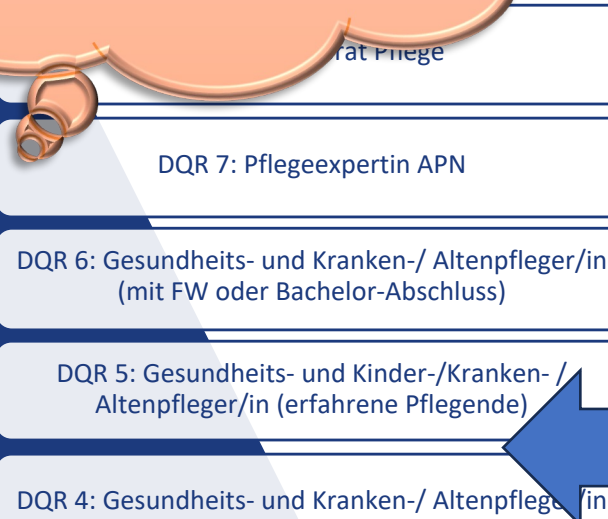 Pflege
DQR 7: Pflegeexpertin APN
DQR 6: Gesundheits- und Kranken-/ Altenpfleger/in
(mit FW oder Bachelor-Abschluss)
DQR 5: Gesundheits- und Kinder-/Kranken- /
Altenpfleger/in (erfahrene Pflegende)
DQR 4: Gesundheits- und Kranken-/ Altenpfleger/in